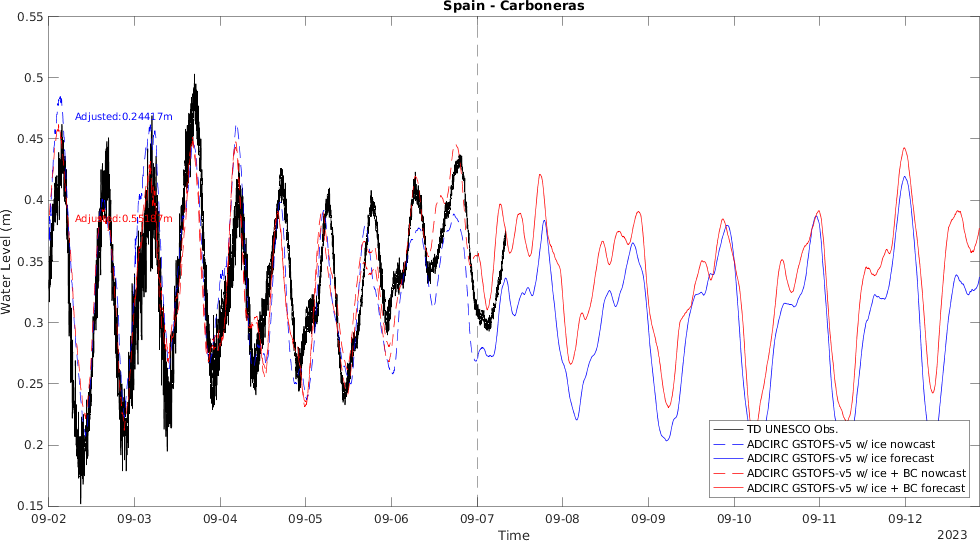 Spain - Carboneras
0.55
0.5
0.45
0.4
0.35
0.3
0.25
0.2
0.15
Water Level (m)
Adjusted:0.24417m
09-02 09-03 09-04 09-05 09-06 09-07 09-08 09-09 09-10 09-11 09-12
Time
2023
TD UNESCO Obs.
ADCIRC GSTOFS-v5 w/ ice nowcast
ADCIRC GSTOFS-v5 w/ ice forecast
ADCIRC GSTOFS-v5 w/ ice + BC nowcast
ADCIRC GSTOFS-v5 w/ ice + BC forecast